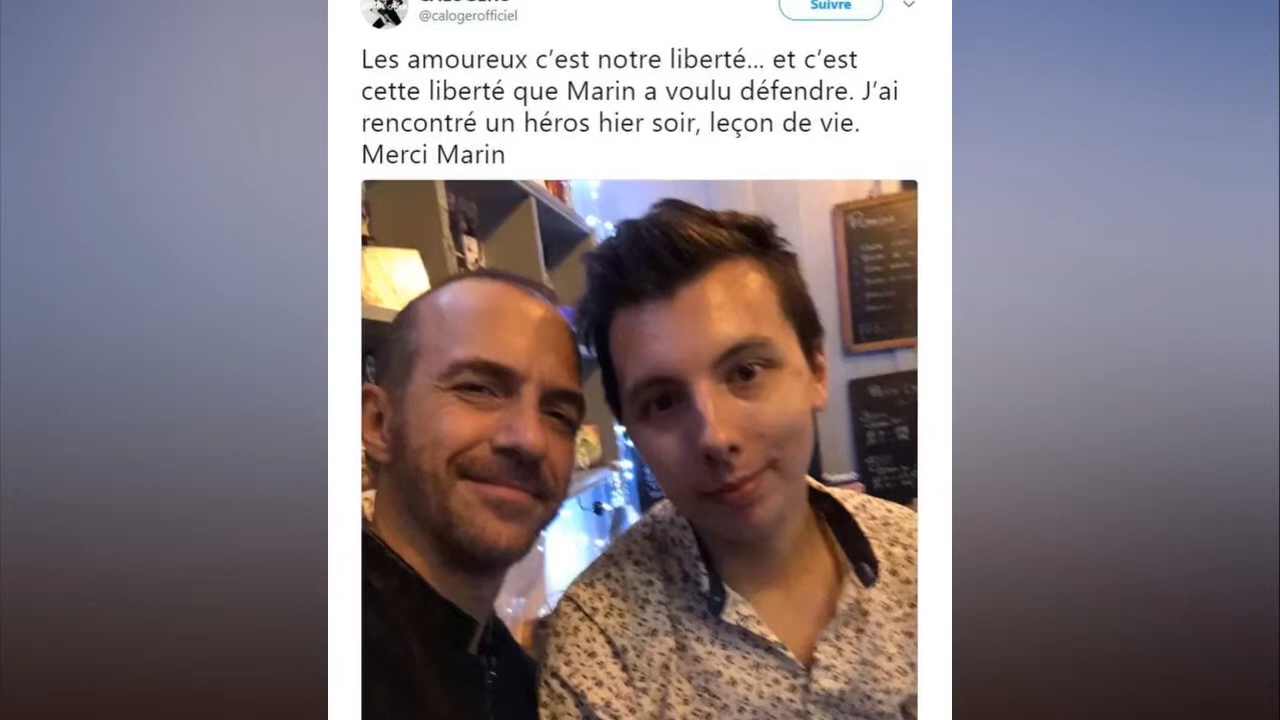 @calogerofficiel
Suivre
Les amoureux c’est notre liberté... et c’est
cette liberté que Marin a voulu défendre. J’ai
rencontré un héros hier soir, leçon de vie.
Merci Marin